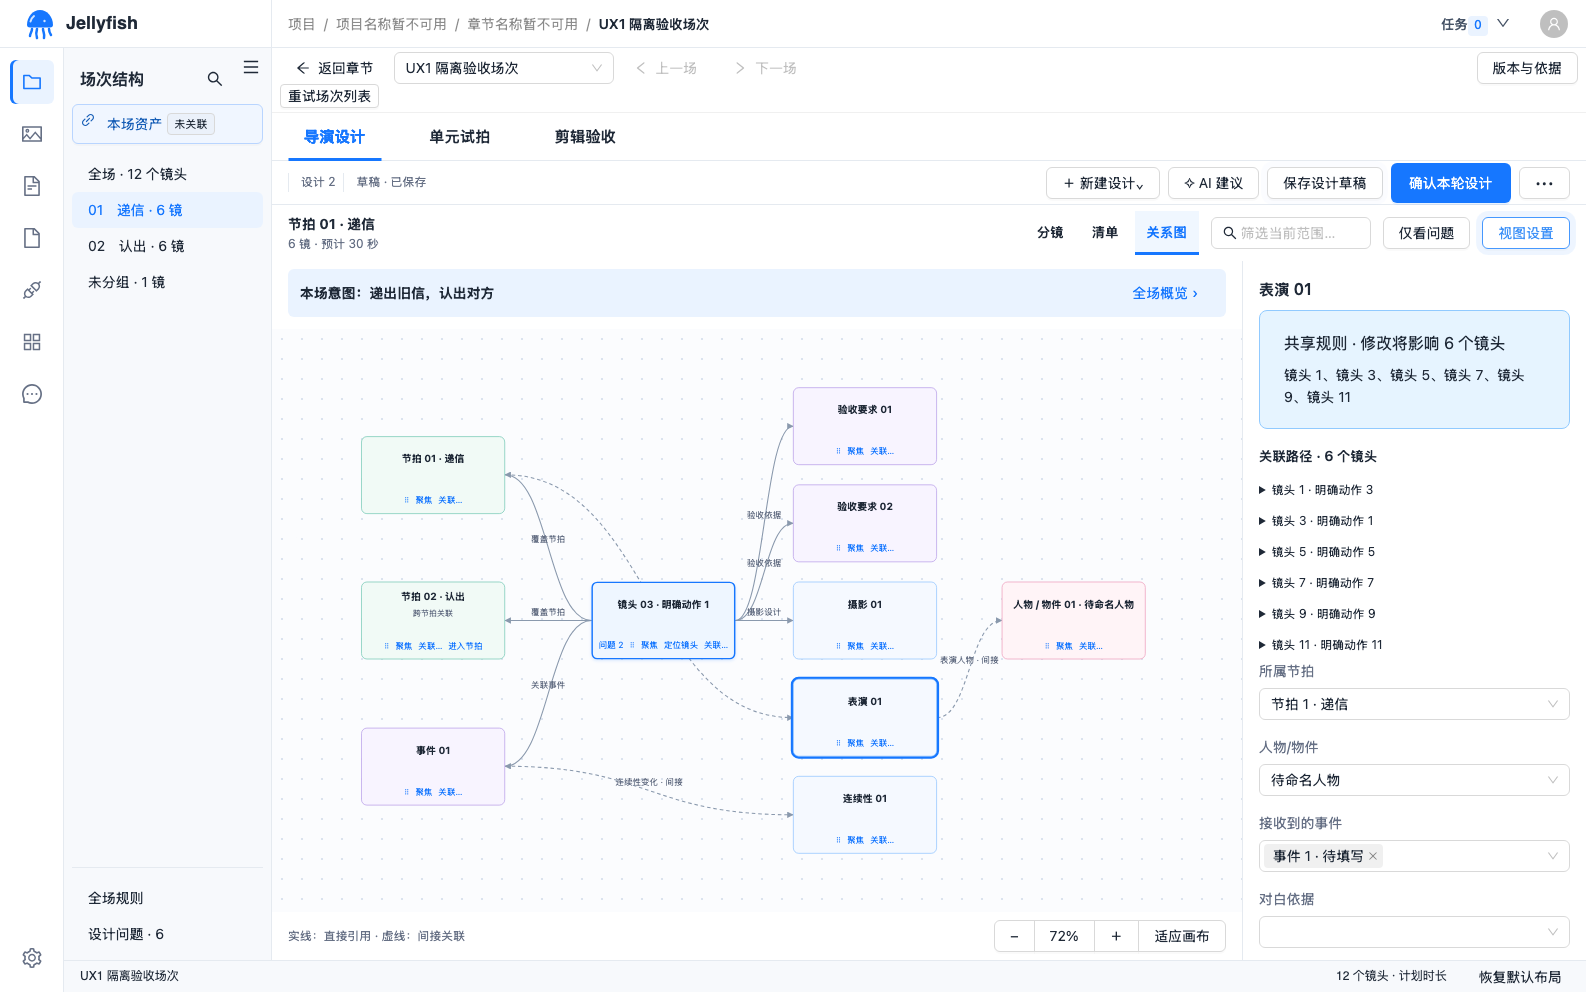 Jellyfish
项目 / 项目名称暂不可用 / 章节名称暂不可用 / UX1 隔离验收场次
任务 0
场次结构
本场资产 未关联
全场 · 12 个镜头
01 递信 · 6 镜
02 认出 · 6 镜
未分组 · 1 镜
全场规则
设计问题 · 6
返回章节
UX1 隔离验收场次
上一场
下一场
版本与依据
重试场次列表
导演设计
单元试拍
剪辑验收
设计 2
草稿 · 已保存
+ 新建设计
AI 建议
保存设计草稿
确认本轮设计
...
节拍 01 · 递信
6 镜 · 预计 30 秒
分镜
清单
关系图
筛选当前范围...
仅看问题
视图设置
本场意图：递出旧信，认出对方
全场概览 ›
节拍 01 · 递信
聚焦 关联...
节拍 02 · 认出
跨节拍关联
聚焦 关联... 进入节拍
事件 01
聚焦 关联...
覆盖节拍
覆盖节拍
关联事件
镜头 03 · 明确动作 1
问题 2 聚焦 定位镜头 关联...
验收依据
验收依据
摄影设计
表演人物 · 间接
连续性变化 · 间接
验收要求 01
聚焦 关联...
验收要求 02
聚焦 关联...
摄影 01
聚焦 关联...
表演 01
聚焦 关联...
连续性 01
聚焦 关联...
人物 / 物件 01 · 待命名人物
聚焦 关联...
实线：直接引用 · 虚线：间接关联
− 72% + 适应画布
表演 01
共享规则 · 修改将影响 6 个镜头
镜头 1、镜头 3、镜头 5、镜头 7、镜头
9、镜头 11
关联路径 · 6 个镜头
镜头 1 · 明确动作 3
镜头 3 · 明确动作 1
镜头 5 · 明确动作 5
镜头 7 · 明确动作 7
镜头 9 · 明确动作 9
镜头 11 · 明确动作 11
所属节拍
节拍 1 · 递信
人物/物件
待命名人物
接收到的事件
事件 1 · 待填写 ×
对白依据
UX1 隔离验收场次
12 个镜头 · 计划时长
恢复默认布局